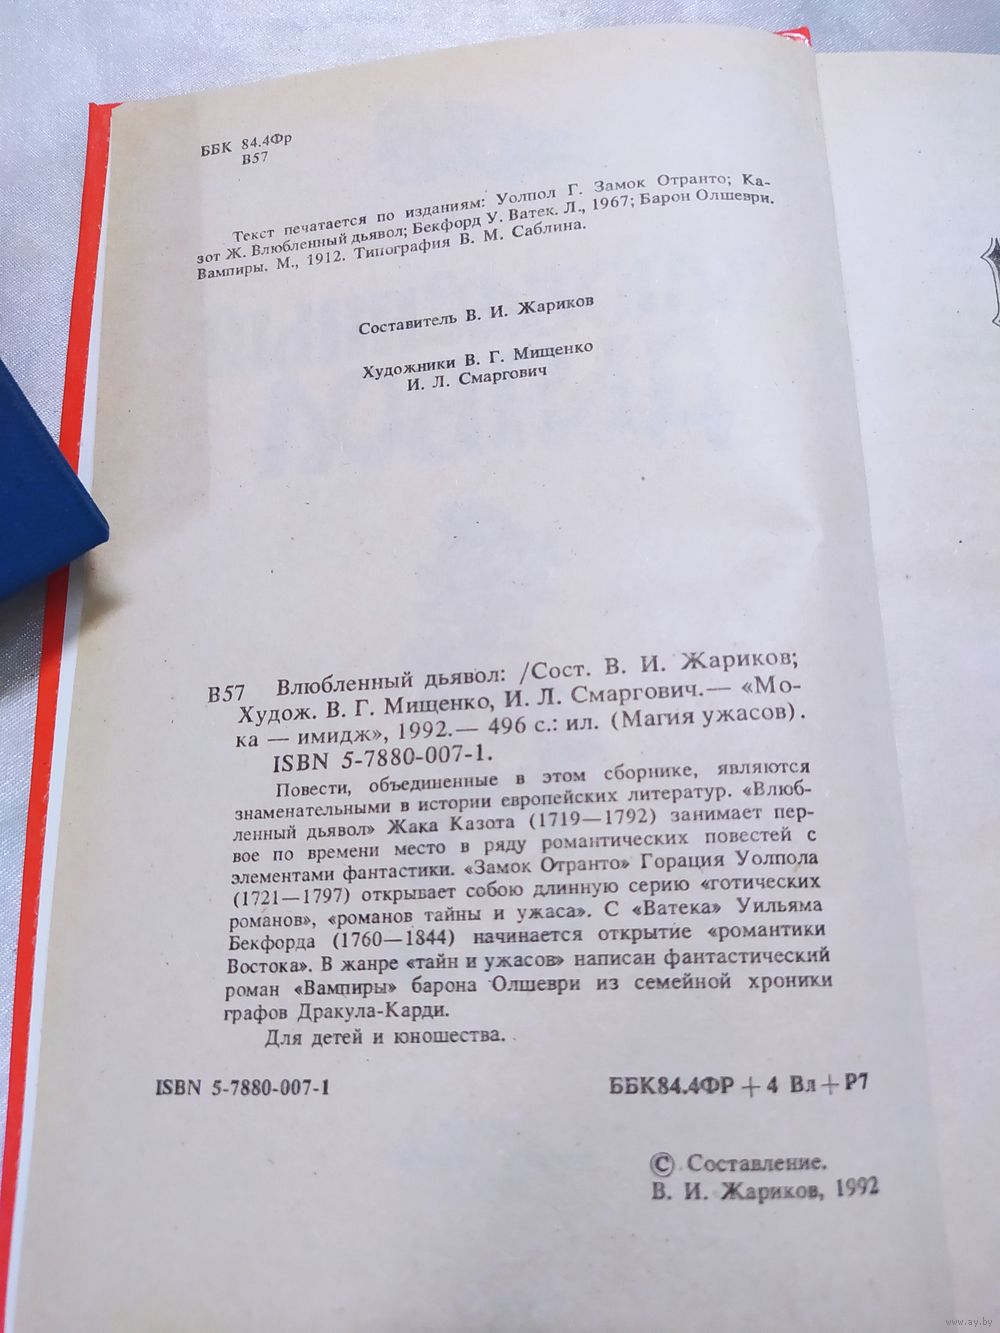 ББК 84.4Фр
В57
Текст печатается по изданиям: Уолпол Г. Замок Отранто; Ка-
зот Ж. Влюбленный дьявол; Бекфорд У. Ватек. Л., 1967; Барон Олшеври.
Вампиры. М., 1912. Типография В. М. Саблина.
Составитель В. И. Жариков
Художники В. Г. Мищенко
И. Л. Смаргович
В57 Влюбленный дьявол: /Сост. В. И. Жариков;
Худож. В. Г. Мищенко, И. Л. Смаргович.— «Мо-
ка — имидж», 1992.— 496 с.: ил. (Магия ужасов).
ISBN 5-7880-007-1.
Повести, объединенные в этом сборнике, являются
знаменательными в истории европейских литератур. «Влюб-
ленный дьявол» Жака Казота (1719—1792) занимает пер-
вое по времени место в ряду романтических повестей с
элементами фантастики. «Замок Отранто» Горация Уолпола
(1721—1797) открывает собою длинную серию «готических
романов», «романов тайны и ужаса». С «Ватека» Уильяма
Бекфорда (1760—1844) начинается открытие «романтики
Востока». В жанре «тайн и ужасов» написан фантастический
роман «Вампиры» барона Олшеври из семейной хроники
графов Дракула-Карди.
Для детей и юношества.
ISBN 5-7880-007-1 ББК84.4ФР+4 Вл+Р7
© Составление.
В. И. Жариков, 1992
www.ay.by